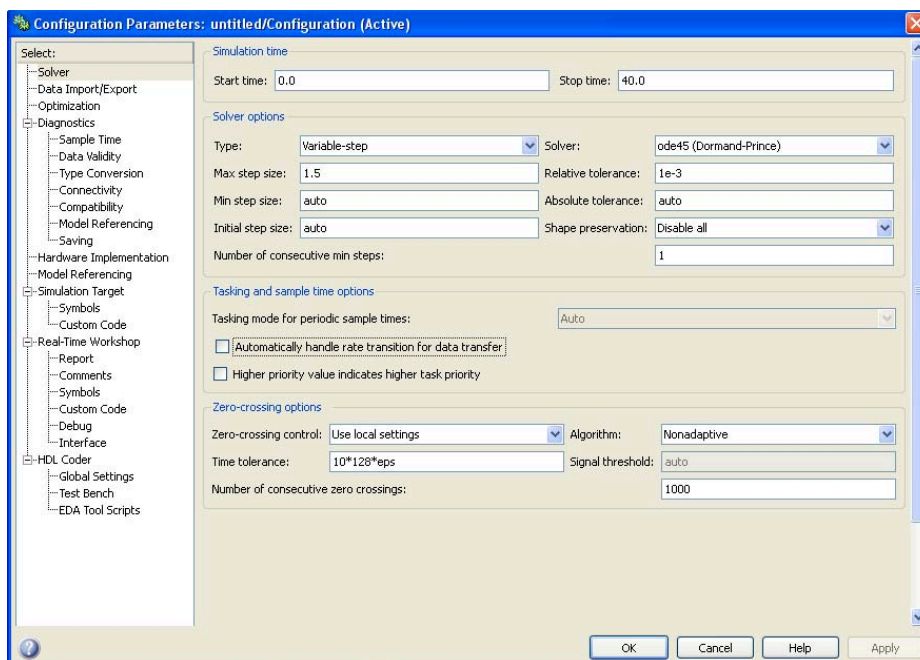 Configuration Parameters: untitled/Configuration (Active)
Select:
Solver
Data Import/Export
Optimization
Diagnostics
Sample Time
Data Validity
Type Conversion
Connectivity
Compatibility
Model Referencing
Saving
Hardware Implementation
Model Referencing
Simulation Target
Symbols
Custom Code
Real-Time Workshop
Report
Comments
Symbols
Custom Code
Debug
Interface
HDL Coder
Global Settings
Test Bench
EDA Tool Scripts
Simulation time
Start time: 0.0 Stop time: 40.0
Solver options
Type: Variable-step Solver: ode45 (Dormand-Prince)
Max step size: 1.5 Relative tolerance: 1e-3
Min step size: auto Absolute tolerance: auto
Initial step size: auto Shape preservation: Disable all
Number of consecutive min steps: 1
Tasking and sample time options
Tasking mode for periodic sample times: Auto
Automatically handle rate transition for data transfer
Higher priority value indicates higher task priority
Zero-crossing options
Zero-crossing control: Use local settings Algorithm: Nonadaptive
Time tolerance: 10*128*eps Signal threshold: auto
Number of consecutive zero crossings: 1000
OK Cancel Help Apply